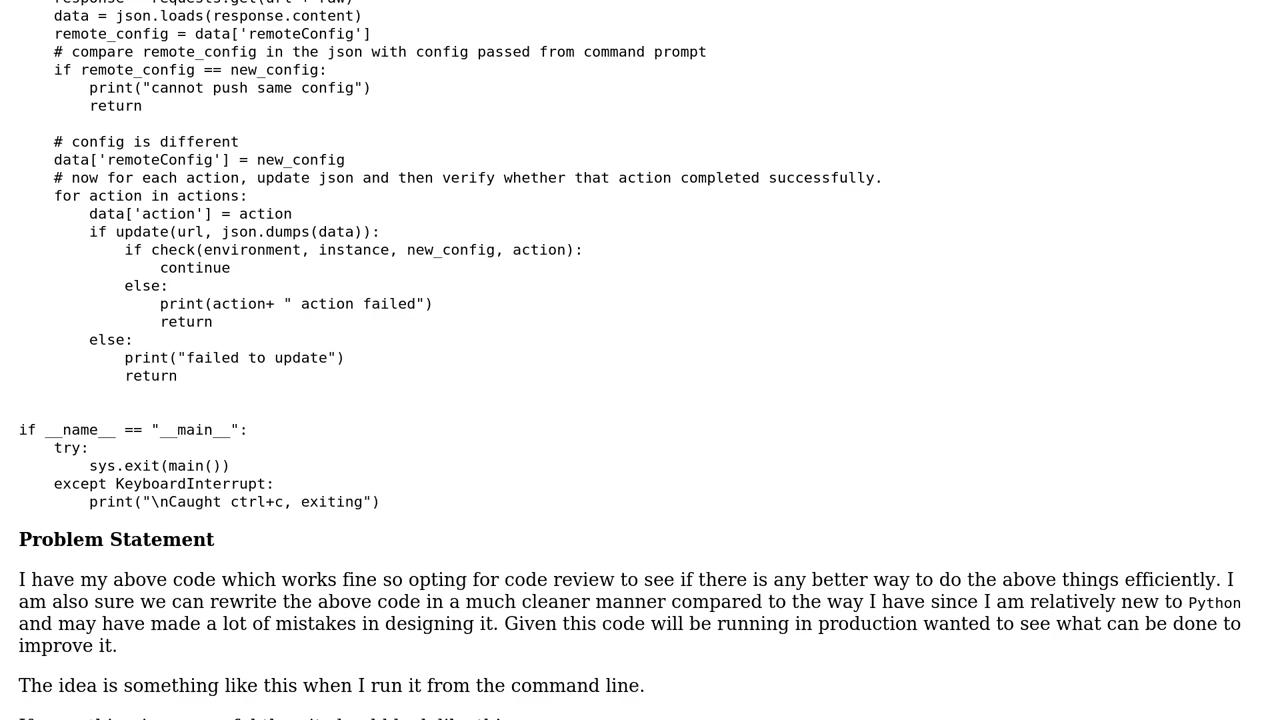 data = json.loads(response.content)
remote_config = data['remoteConfig']
# compare remote_config in the json with config passed from command prompt
if remote_config == new_config:
print("cannot push same config")
return
# config is different
data['remoteConfig'] = new_config
# now for each action, update json and then verify whether that action completed successfully.
for action in actions:
data['action'] = action
if update(url, json.dumps(data)):
if check(environment, instance, new_config, action):
continue
else:
print(action+ " action failed")
return
else:
print("failed to update")
return
if __name__ == "__main__":
try:
sys.exit(main())
except KeyboardInterrupt:
print("\nCaught ctrl+c, exiting")
Problem Statement
I have my above code which works fine so opting for code review to see if there is any better way to do the above things efficiently. I
am also sure we can rewrite the above code in a much cleaner manner compared to the way I have since I am relatively new to Python
and may have made a lot of mistakes in designing it. Given this code will be running in production wanted to see what can be done to
improve it.
The idea is something like this when I run it from the command line.